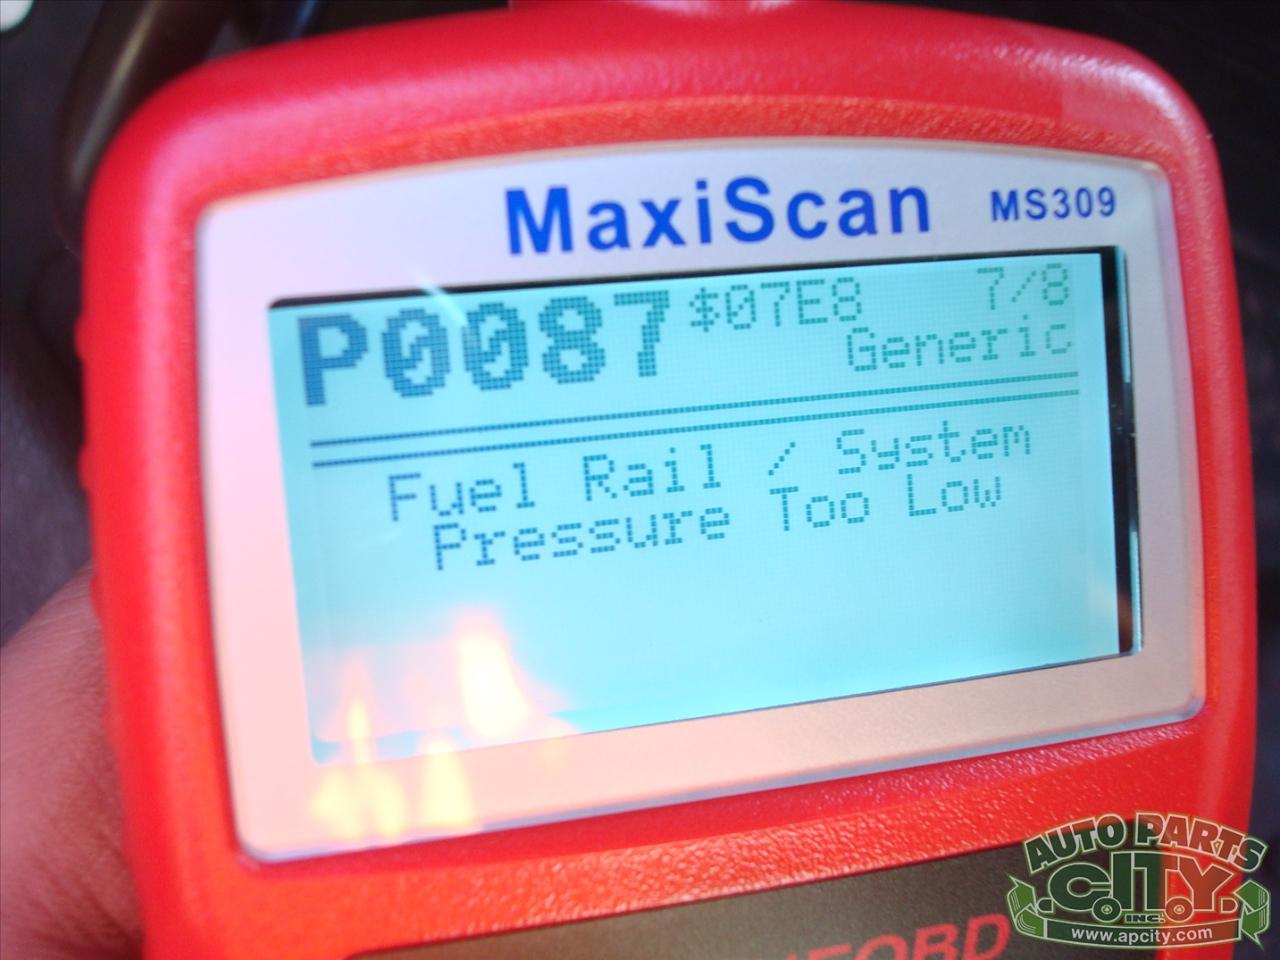 MaxiScan MS309
P0087 $07E8 7/8
Generic
Fuel Rail / System
Pressure Too Low
AUTO PARTS
C.I.T.Y.
INC.
www.apcity.com